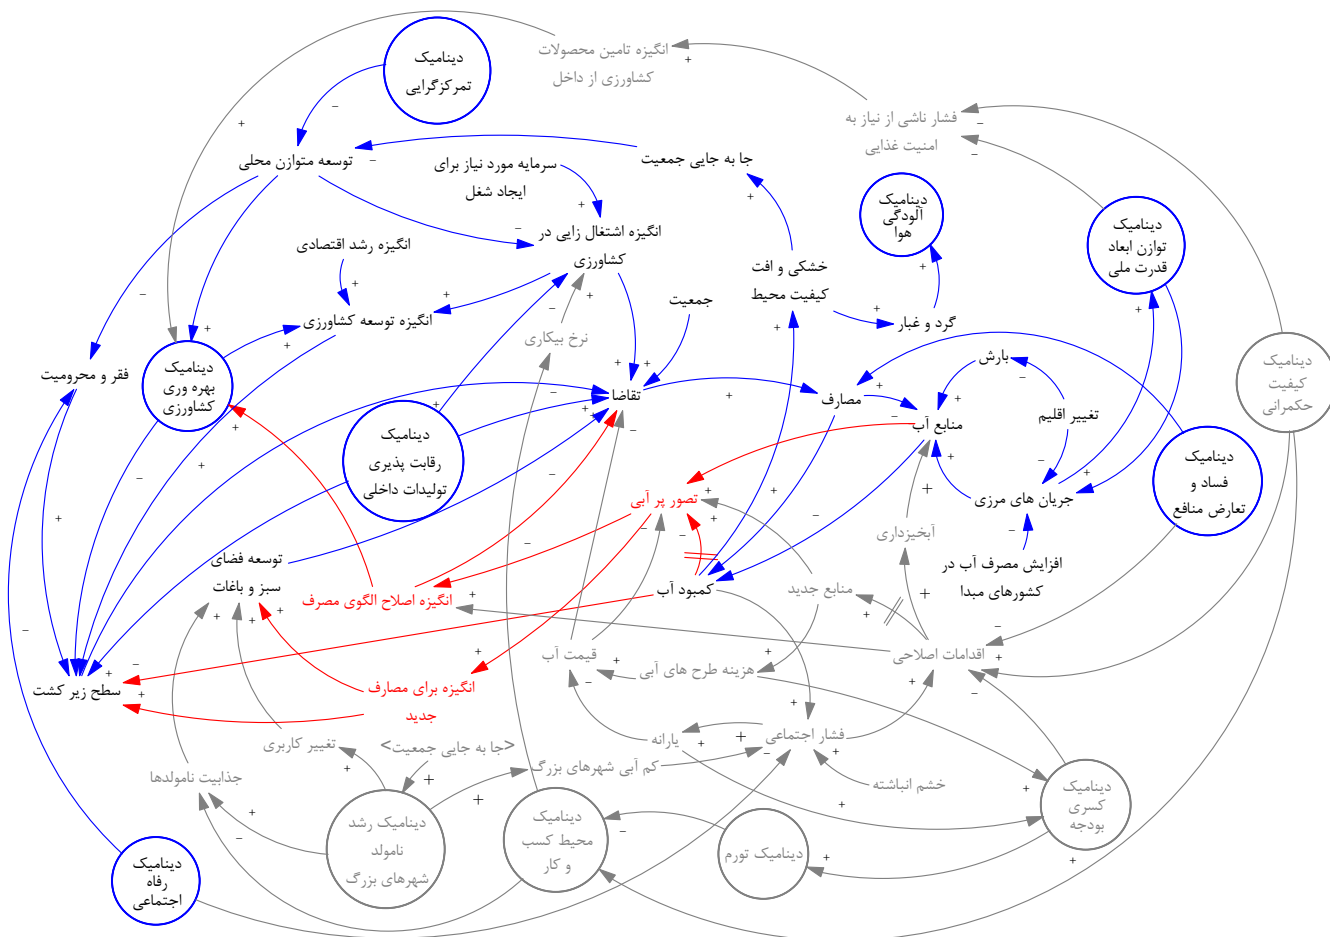 انگیزه تامین محصولات
کشاورزی از داخل
دینامیک
تمرکزگرایی
فشار ناشی از نیاز به
امنیت غذایی
توسعه متوازن محلی
جا به جایی جمعیت
سرمایه مورد نیاز برای
ایجاد شغل
دینامیک
آلودگی
هوا
دینامیک
توازن ابعاد
قدرت ملی
انگیزه اشتغال زایی در
کشاورزی
انگیزه رشد اقتصادی
خشکی و افت
کیفیت محیط
جمعیت
انگیزه توسعه کشاورزی
گرد و غبار
نرخ بیکاری
بارش
دینامیک
کیفیت
حکمرانی
فقر و محرومیت
دینامیک
بهره وری
کشاورزی
تقاضا
مصارف
منابع آب
تغییر اقلیم
دینامیک
رقابت پذیری
تولیدات داخلی
دینامیک
فساد و
تعارض منافع
تصور پر آبی
جریان های مرزی
آبخیزداری
توسعه فضای
سبز و باغات
افزایش مصرف آب در
کشورهای مبدا
انگیزه اصلاح الگوی مصرف
کمبود آب
منابع جدید
قیمت آب
هزینه طرح های آبی
اقدامات اصلاحی
سطح زیر کشت
انگیزه برای مصارف
جدید
تغییر کاربری
<جا به جایی جمعیت>
یارانه
فشار اجتماعی
جذابیت نامولدها
کم آبی شهرهای بزرگ
خشم انباشته
دینامیک
کسری
بودجه
دینامیک رشد
نامولد
شهرهای بزرگ
دینامیک
محیط کسب
و کار
دینامیک تورم
دینامیک
رفاه
اجتماعی